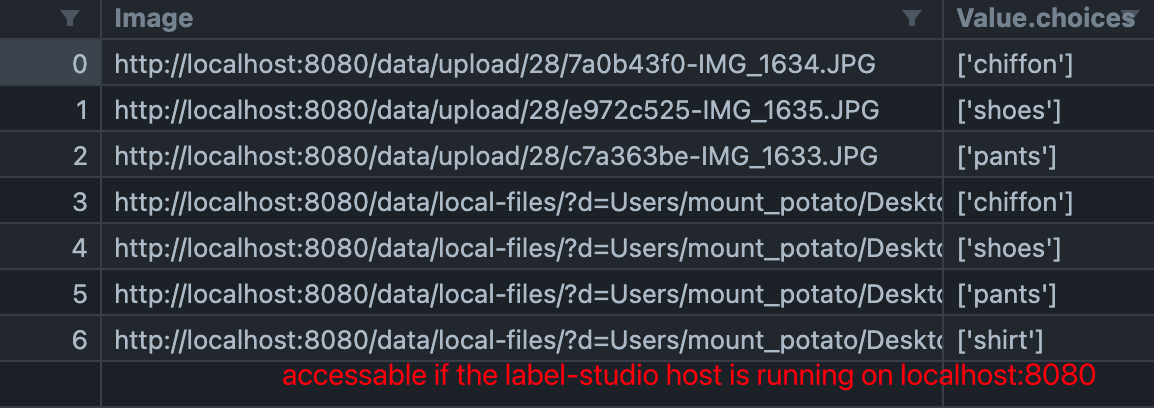 Image Value.choices
0 http://localhost:8080/data/upload/28/7a0b43f0-IMG_1634.JPG ['chiffon']
1 http://localhost:8080/data/upload/28/e972c525-IMG_1635.JPG ['shoes']
2 http://localhost:8080/data/upload/28/c7a363be-IMG_1633.JPG ['pants']
3 http://localhost:8080/data/local-files/?d=Users/mount_potato/Deskto ['chiffon']
4 http://localhost:8080/data/local-files/?d=Users/mount_potato/Deskto ['shoes']
5 http://localhost:8080/data/local-files/?d=Users/mount_potato/Deskto ['pants']
6 http://localhost:8080/data/local-files/?d=Users/mount_potato/Deskto ['shirt']
accessable if the label-studio host is running on localhost:8080